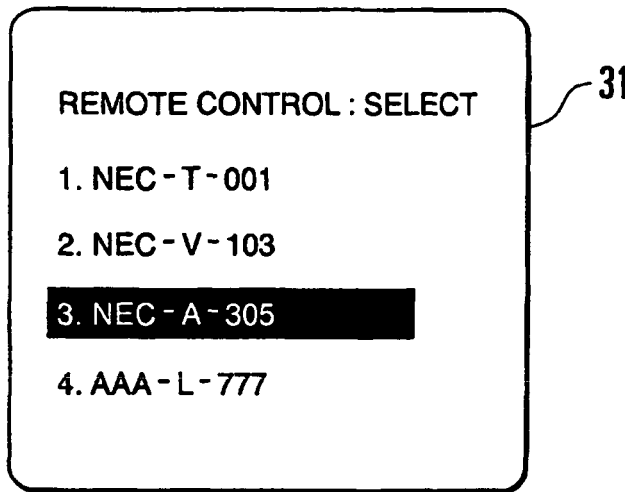 REMOTE CONTROL : SELECT
31
1. NEC-T-001
2. NEC-V-103
3. NEC-A-305
4. AAA-L-777